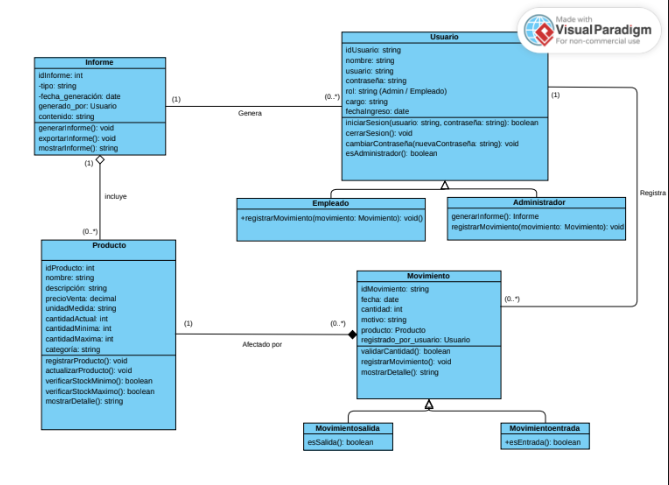 Made with
VisualParadigm
For non-commercial use
Informe
idInforme: int
-tipo: string
-fecha_generación: date
generado_por: Usuario
contenido: string
generarInforme(): void
exportarInforme(): void
mostrarInforme(): string
Usuario
idUsuario: string
nombre: string
usuario: string
contraseña: string
rol: string (Admin / Empleado)
cargo: string
fechaIngreso: date
iniciarSesion(usuario: string, contraseña: string): boolean
cerrarSesion(): void
cambiarContraseña(nuevaContraseña: string): void
esAdministrador(): boolean
(1)
Genera
(0..*)
(1)
Registra
(0..*)
(1)
incluye
(0..*)
Empleado
+registrarMovimiento(movimiento: Movimiento): void()
Administrador
generarInforme(): Informe
registrarMovimiento(movimiento: Movimiento): void
Producto
idProducto: int
nombre: string
descripción: string
precioVenta: decimal
unidadMedida: string
cantidadActual: int
cantidadMinima: int
cantidadMaxima: int
categoría: string
registrarProducto(): void
actualizarProducto(): void
verificarStockMinimo(): boolean
verificarStockMaximo(): boolean
mostrarDetalle(): string
(1)
Afectado por
(0..*)
Movimiento
idMovimiento: string
fecha: date
cantidad: int
motivo: string
producto: Producto
registrado_por_usuario: Usuario
validarCantidad(): boolean
registrarMovimiento(): void
mostrarDetalle(): string
Movimientosalida
esSalida(): boolean
Movimientoentrada
+esEntrada(): boolean